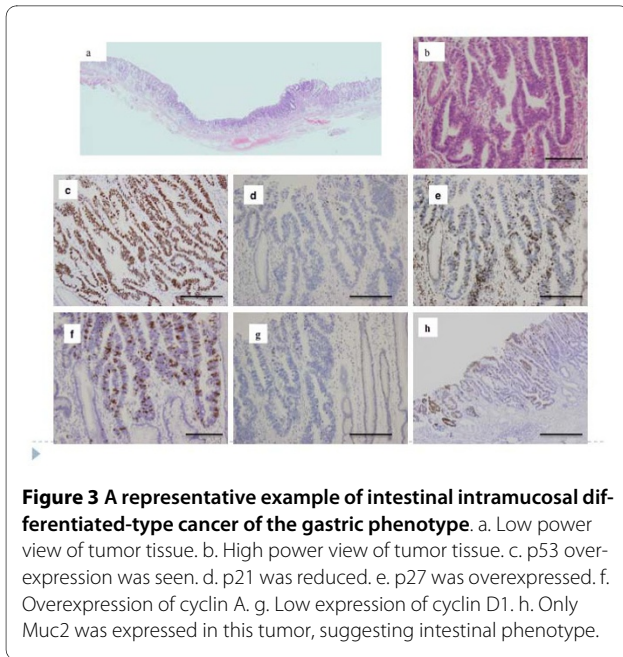 a
b
c
d
e
f
g
h
Figure 3 A representative example of intestinal intramucosal dif-
ferentiated-type cancer of the gastric phenotype. a. Low power
view of tumor tissue. b. High power view of tumor tissue. c. p53 over-
expression was seen. d. p21 was reduced. e. p27 was overexpressed. f.
Overexpression of cyclin A. g. Low expression of cyclin D1. h. Only
Muc2 was expressed in this tumor, suggesting intestinal phenotype.